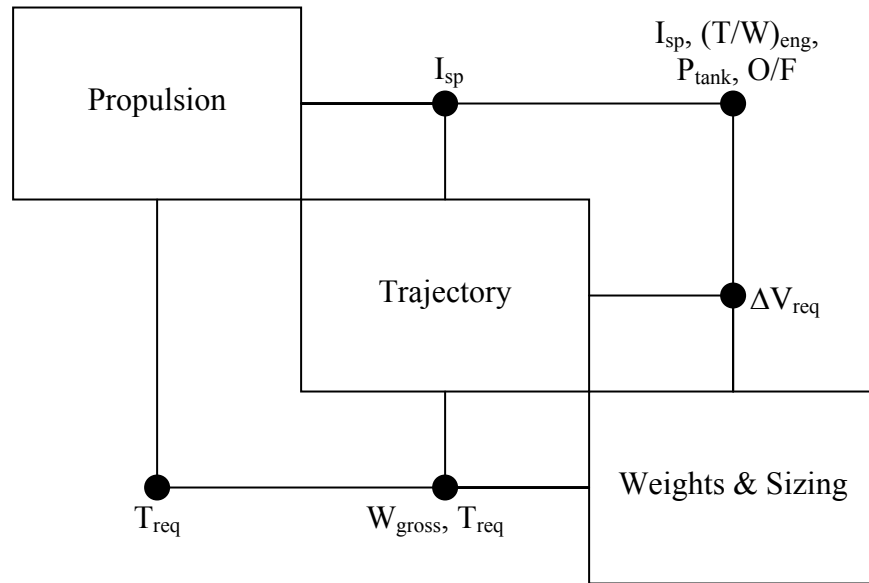 I_sp, (T/W)_eng,
P_tank, O/F
I_sp
Propulsion
Trajectory
ΔV_req
Weights & Sizing
T_req
W_gross, T_req